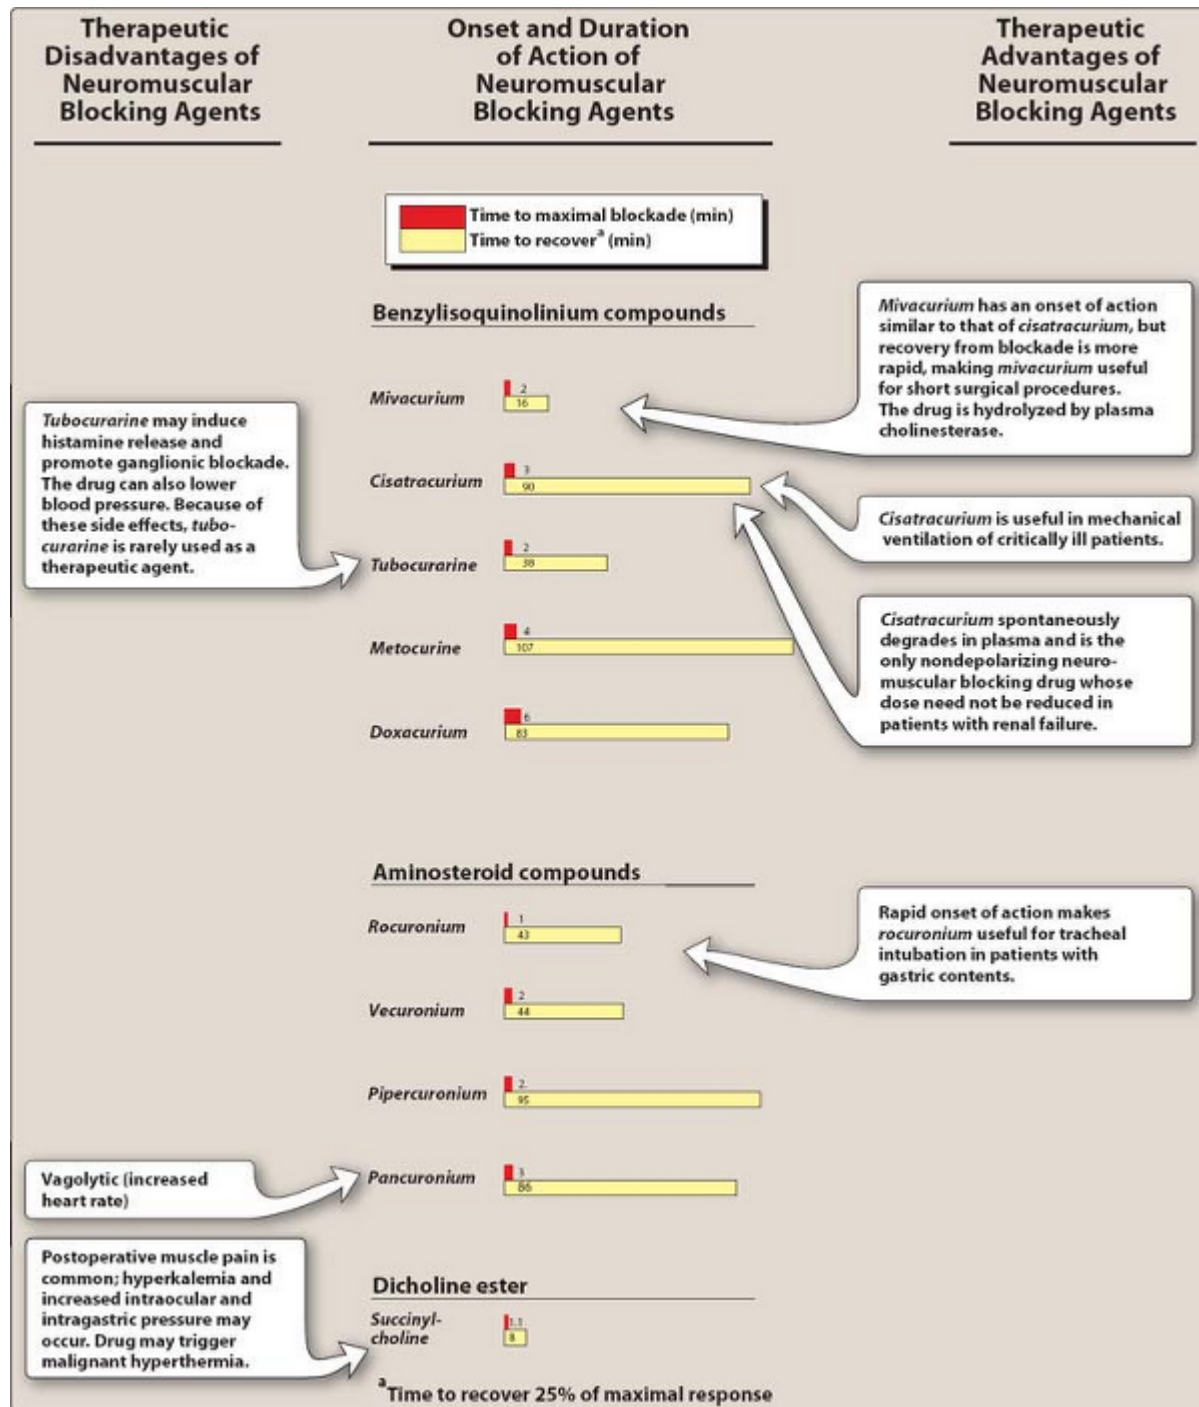 Therapeutic
Disadvantages of
Neuromuscular
Blocking Agents
Onset and Duration
of Action of
Neuromuscular
Blocking Agents
Therapeutic
Advantages of
Neuromuscular
Blocking Agents
Time to maximal blockade (min)
Time to recoverᵃ (min)
Benzylisoquinolinium compounds
Mivacurium
2
16
Mivacurium has an onset of action
similar to that of cisatracurium, but
recovery from blockade is more
rapid, making mivacurium useful
for short surgical procedures.
The drug is hydrolyzed by plasma
cholinesterase.
Tubocurarine may induce
histamine release and
promote ganglionic blockade.
The drug can also lower
blood pressure. Because of
these side effects, tubo-
curarine is rarely used as a
therapeutic agent.
Cisatracurium
3
90
Cisatracurium is useful in mechanical
ventilation of critically ill patients.
Tubocurarine
2
38
Cisatracurium spontaneously
degrades in plasma and is the
only nondepolarizing neuro-
muscular blocking drug whose
dose need not be reduced in
patients with renal failure.
Metocurine
4
107
Doxacurium
6
83
Aminosteroid compounds
Rocuronium
1
43
Rapid onset of action makes
rocuronium useful for tracheal
intubation in patients with
gastric contents.
Vecuronium
2
44
Pipercuronium
2.
95
Vagolytic (increased
heart rate)
Pancuronium
3
86
Postoperative muscle pain is
common; hyperkalemia and
increased intraocular and
intragastric pressure may
occur. Drug may trigger
malignant hyperthermia.
Dicholine ester
Succinyl-
choline
1.1
8
ᵃTime to recover 25% of maximal response